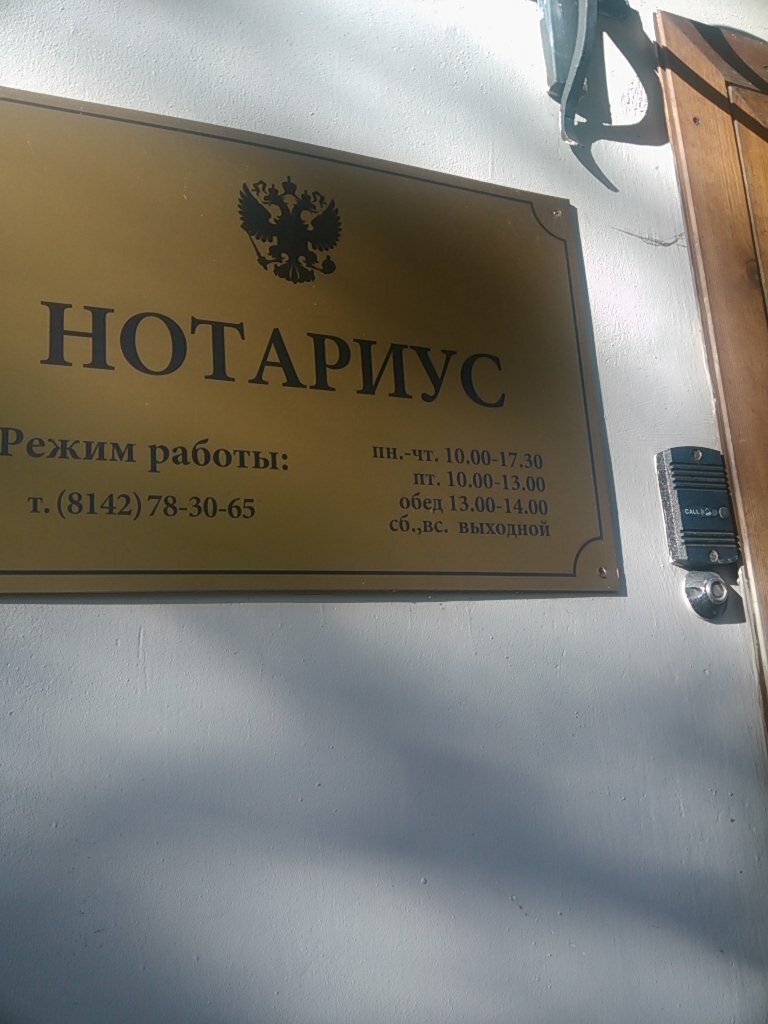 НОТАРИУС
Режим работы:
т. (8142) 78-30-65
пн.-чт. 10.00-17.30
пт. 10.00-13.00
обед 13.00-14.00
сб.,вс. выходной
CALL